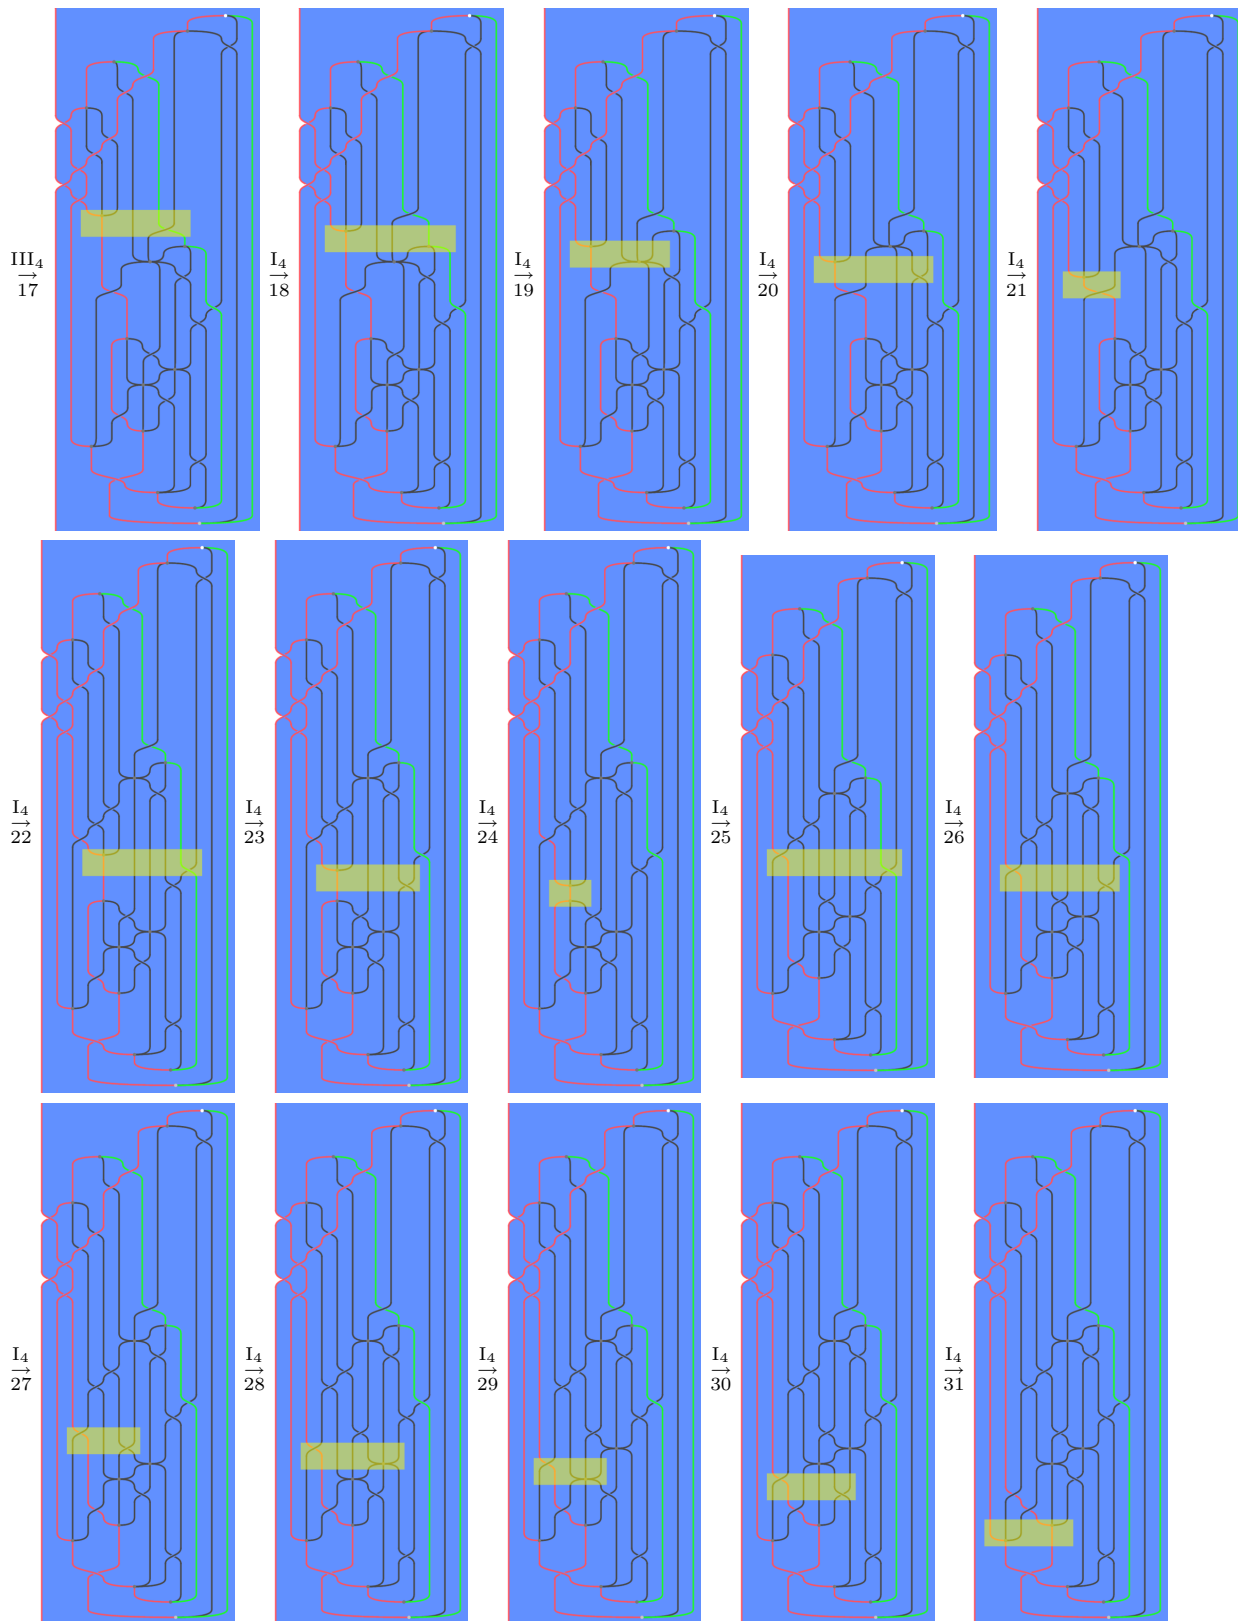 III₄
→
17
I₄
→
18
I₄
→
19
I₄
→
20
I₄
→
21
I₄
→
22
I₄
→
23
I₄
→
24
I₄
→
25
I₄
→
26
I₄
→
27
I₄
→
28
I₄
→
29
I₄
→
30
I₄
→
31